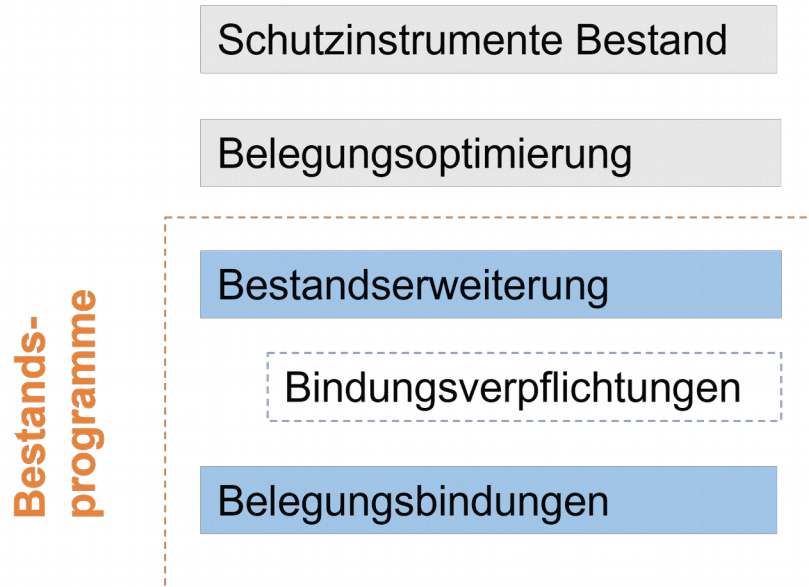 Schutzinstrumente Bestand
Belegungsoptimierung
Bestands-
programme
Bestandserweiterung
Bindungsverpflichtungen
Belegungsbindungen